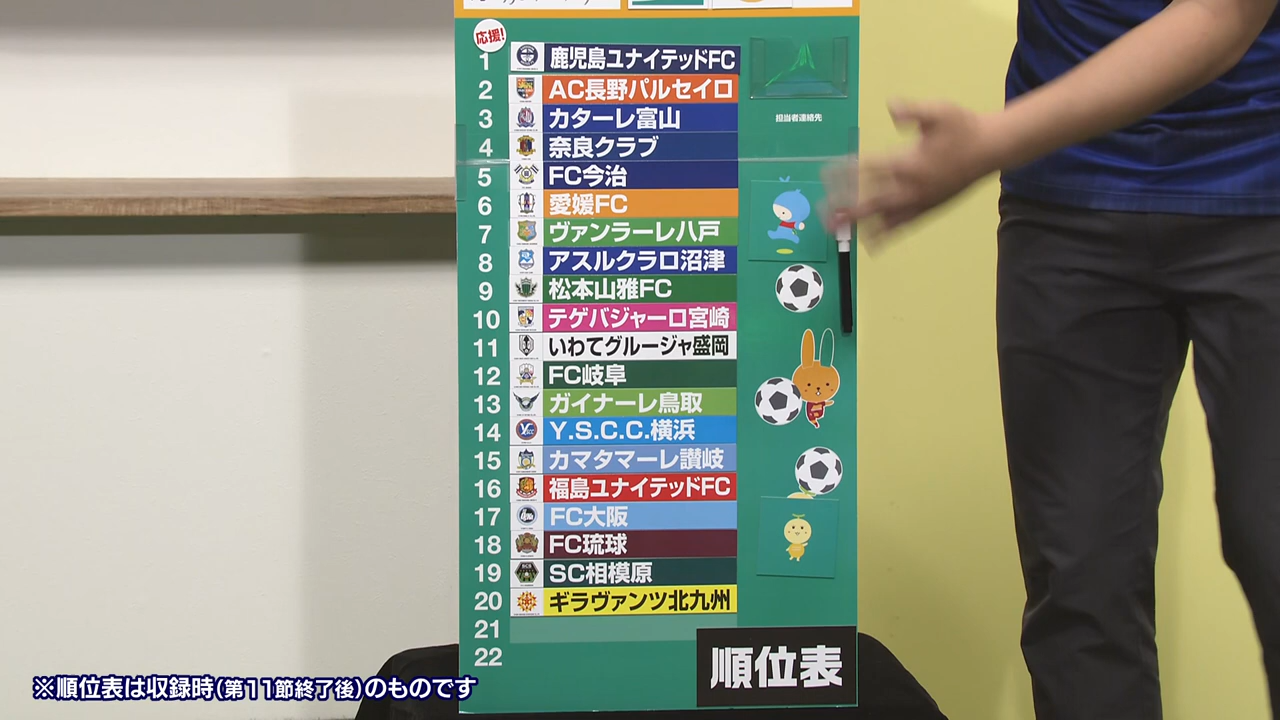 応援!
1 鹿児島ユナイテッドFC
2 AC長野パルセイロ
3 カターレ富山
4 奈良クラブ
5 FC今治
6 愛媛FC
7 ヴァンラーレ八戸
8 アスルクラロ沼津
9 松本山雅FC
10 テゲバジャーロ宮崎
11 いわてグルージャ盛岡
12 FC岐阜
13 ガイナーレ鳥取
14 Y.S.C.C.横浜
15 カマタマーレ讃岐
16 福島ユナイテッドFC
17 FC大阪
18 FC琉球
19 SC相模原
20 ギラヴァンツ北九州
21
22
担当者連絡先
順位表
※順位表は収録時(第11節終了後)のものです